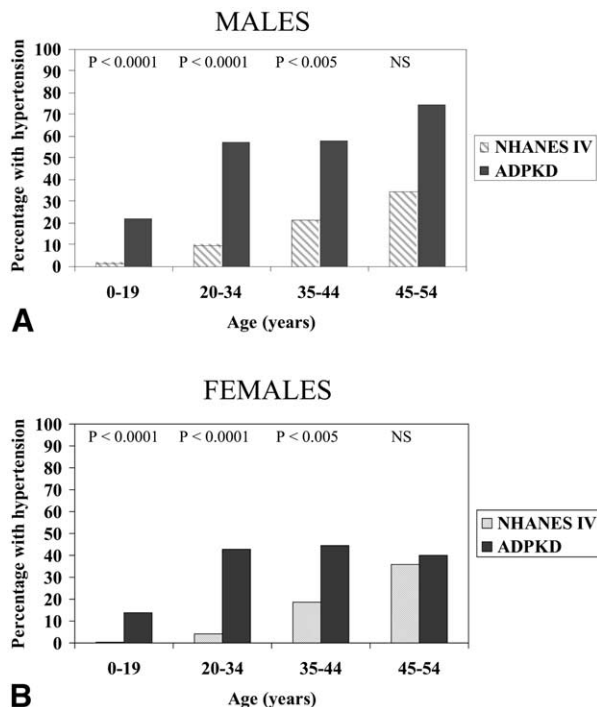 MALES
Percentage with hypertension
100
90
80
70
60
50
40
30
20
10
0
P < 0.0001 P < 0.0001 P < 0.005 NS
NHANES IV
ADPKD
0-19 20-34 35-44 45-54
Age (years)
A
FEMALES
Percentage with hypertension
100
90
80
70
60
50
40
30
20
10
0
P < 0.0001 P < 0.0001 P < 0.005 NS
NHANES IV
ADPKD
0-19 20-34 35-44 45-54
Age (years)
B